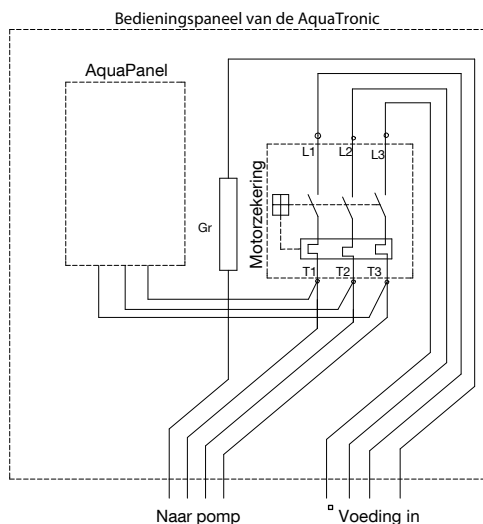 Bedieningspaneel van de AquaTronic
AquaPanel
L1 L2 L3
Gr
Motorzekering
T1 T2 T3
Naar pomp
Voeding in